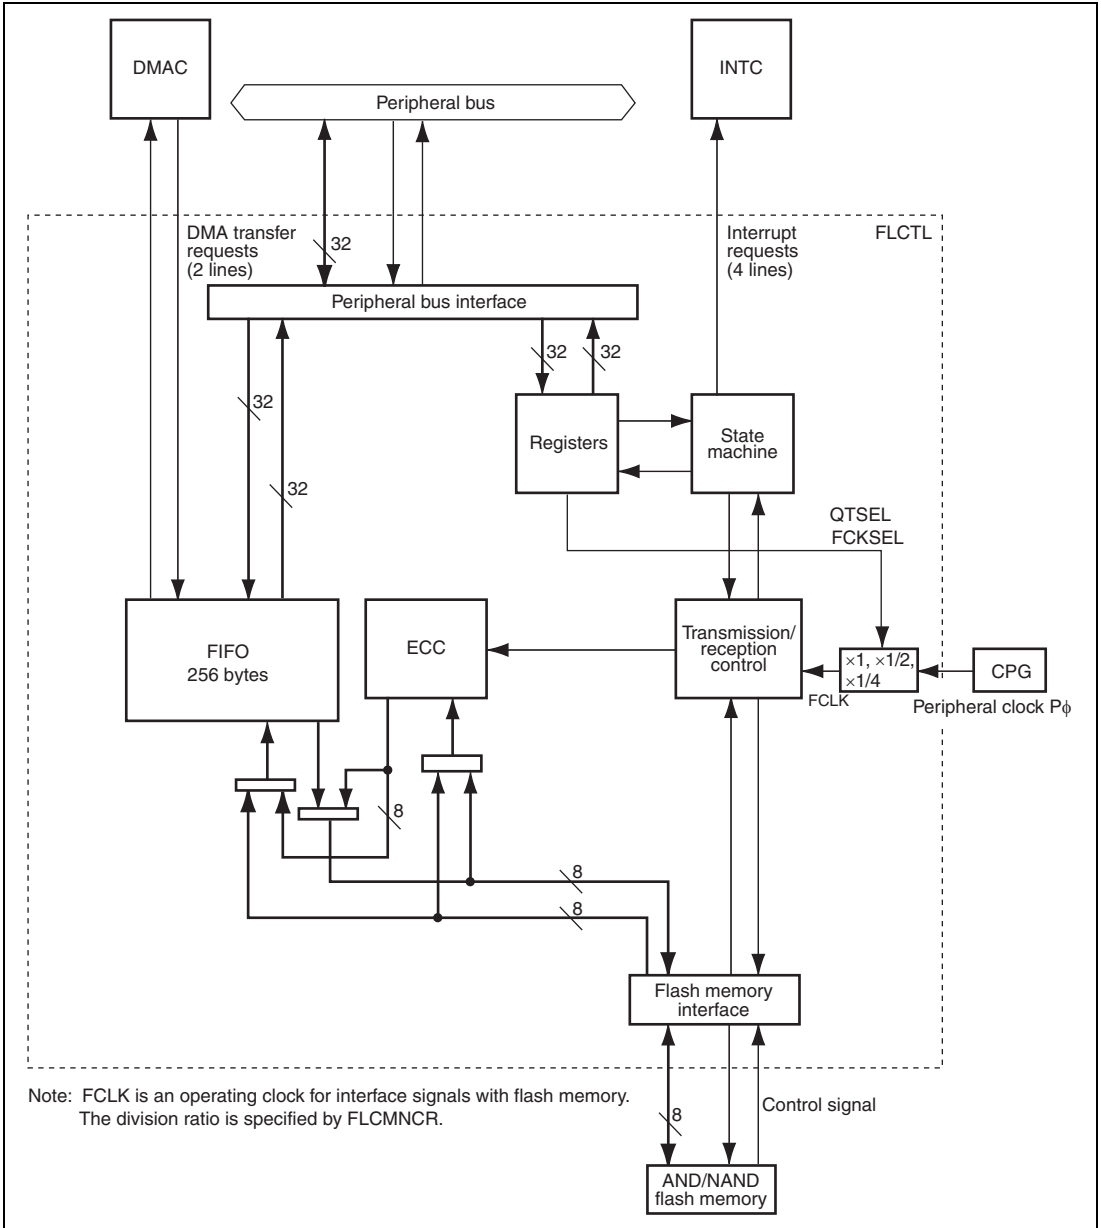 DMAC
INTC
Peripheral bus
DMA transfer
requests
(2 lines)
32
Interrupt
requests
(4 lines)
FLCTL
Peripheral bus interface
32
32
32
32
Registers
State
machine
QTSEL
FCKSEL
FIFO
256 bytes
ECC
Transmission/
reception
control
×1, ×1/2,
×1/4
CPG
FCLK
Peripheral clock Pϕ
8
8
8
Flash memory
interface
Note: FCLK is an operating clock for interface signals with flash memory.
The division ratio is specified by FLCMNCR.
8
Control signal
AND/NAND
flash memory